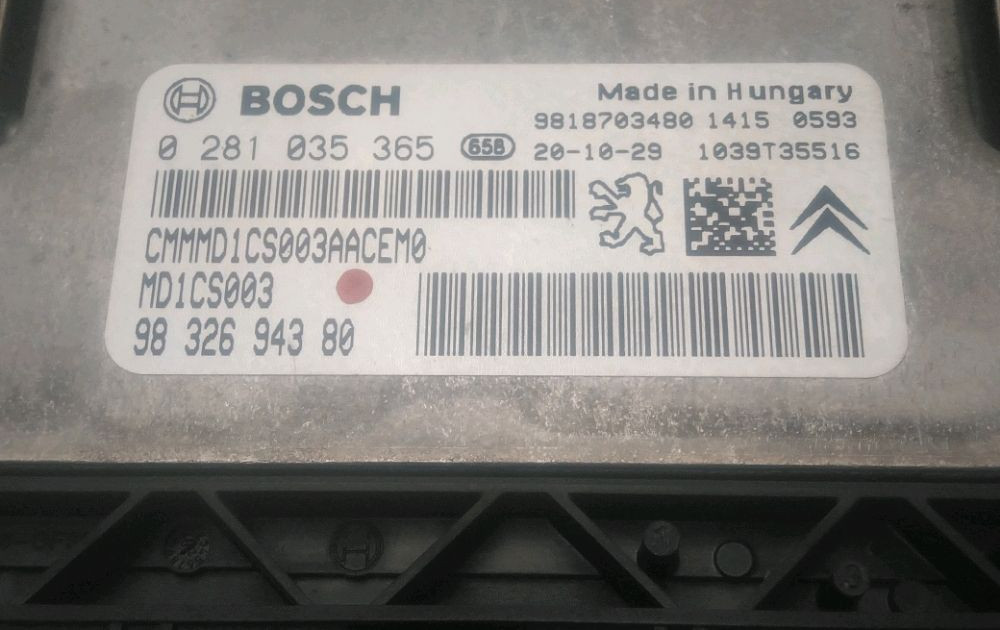 BOSCH
Made in Hungary
9818703480 1415 0593
0 281 035 365 658 20-10-29 1039T35516
CMMMD1CS003AACEM0
MD1CS003
98 326 943 80